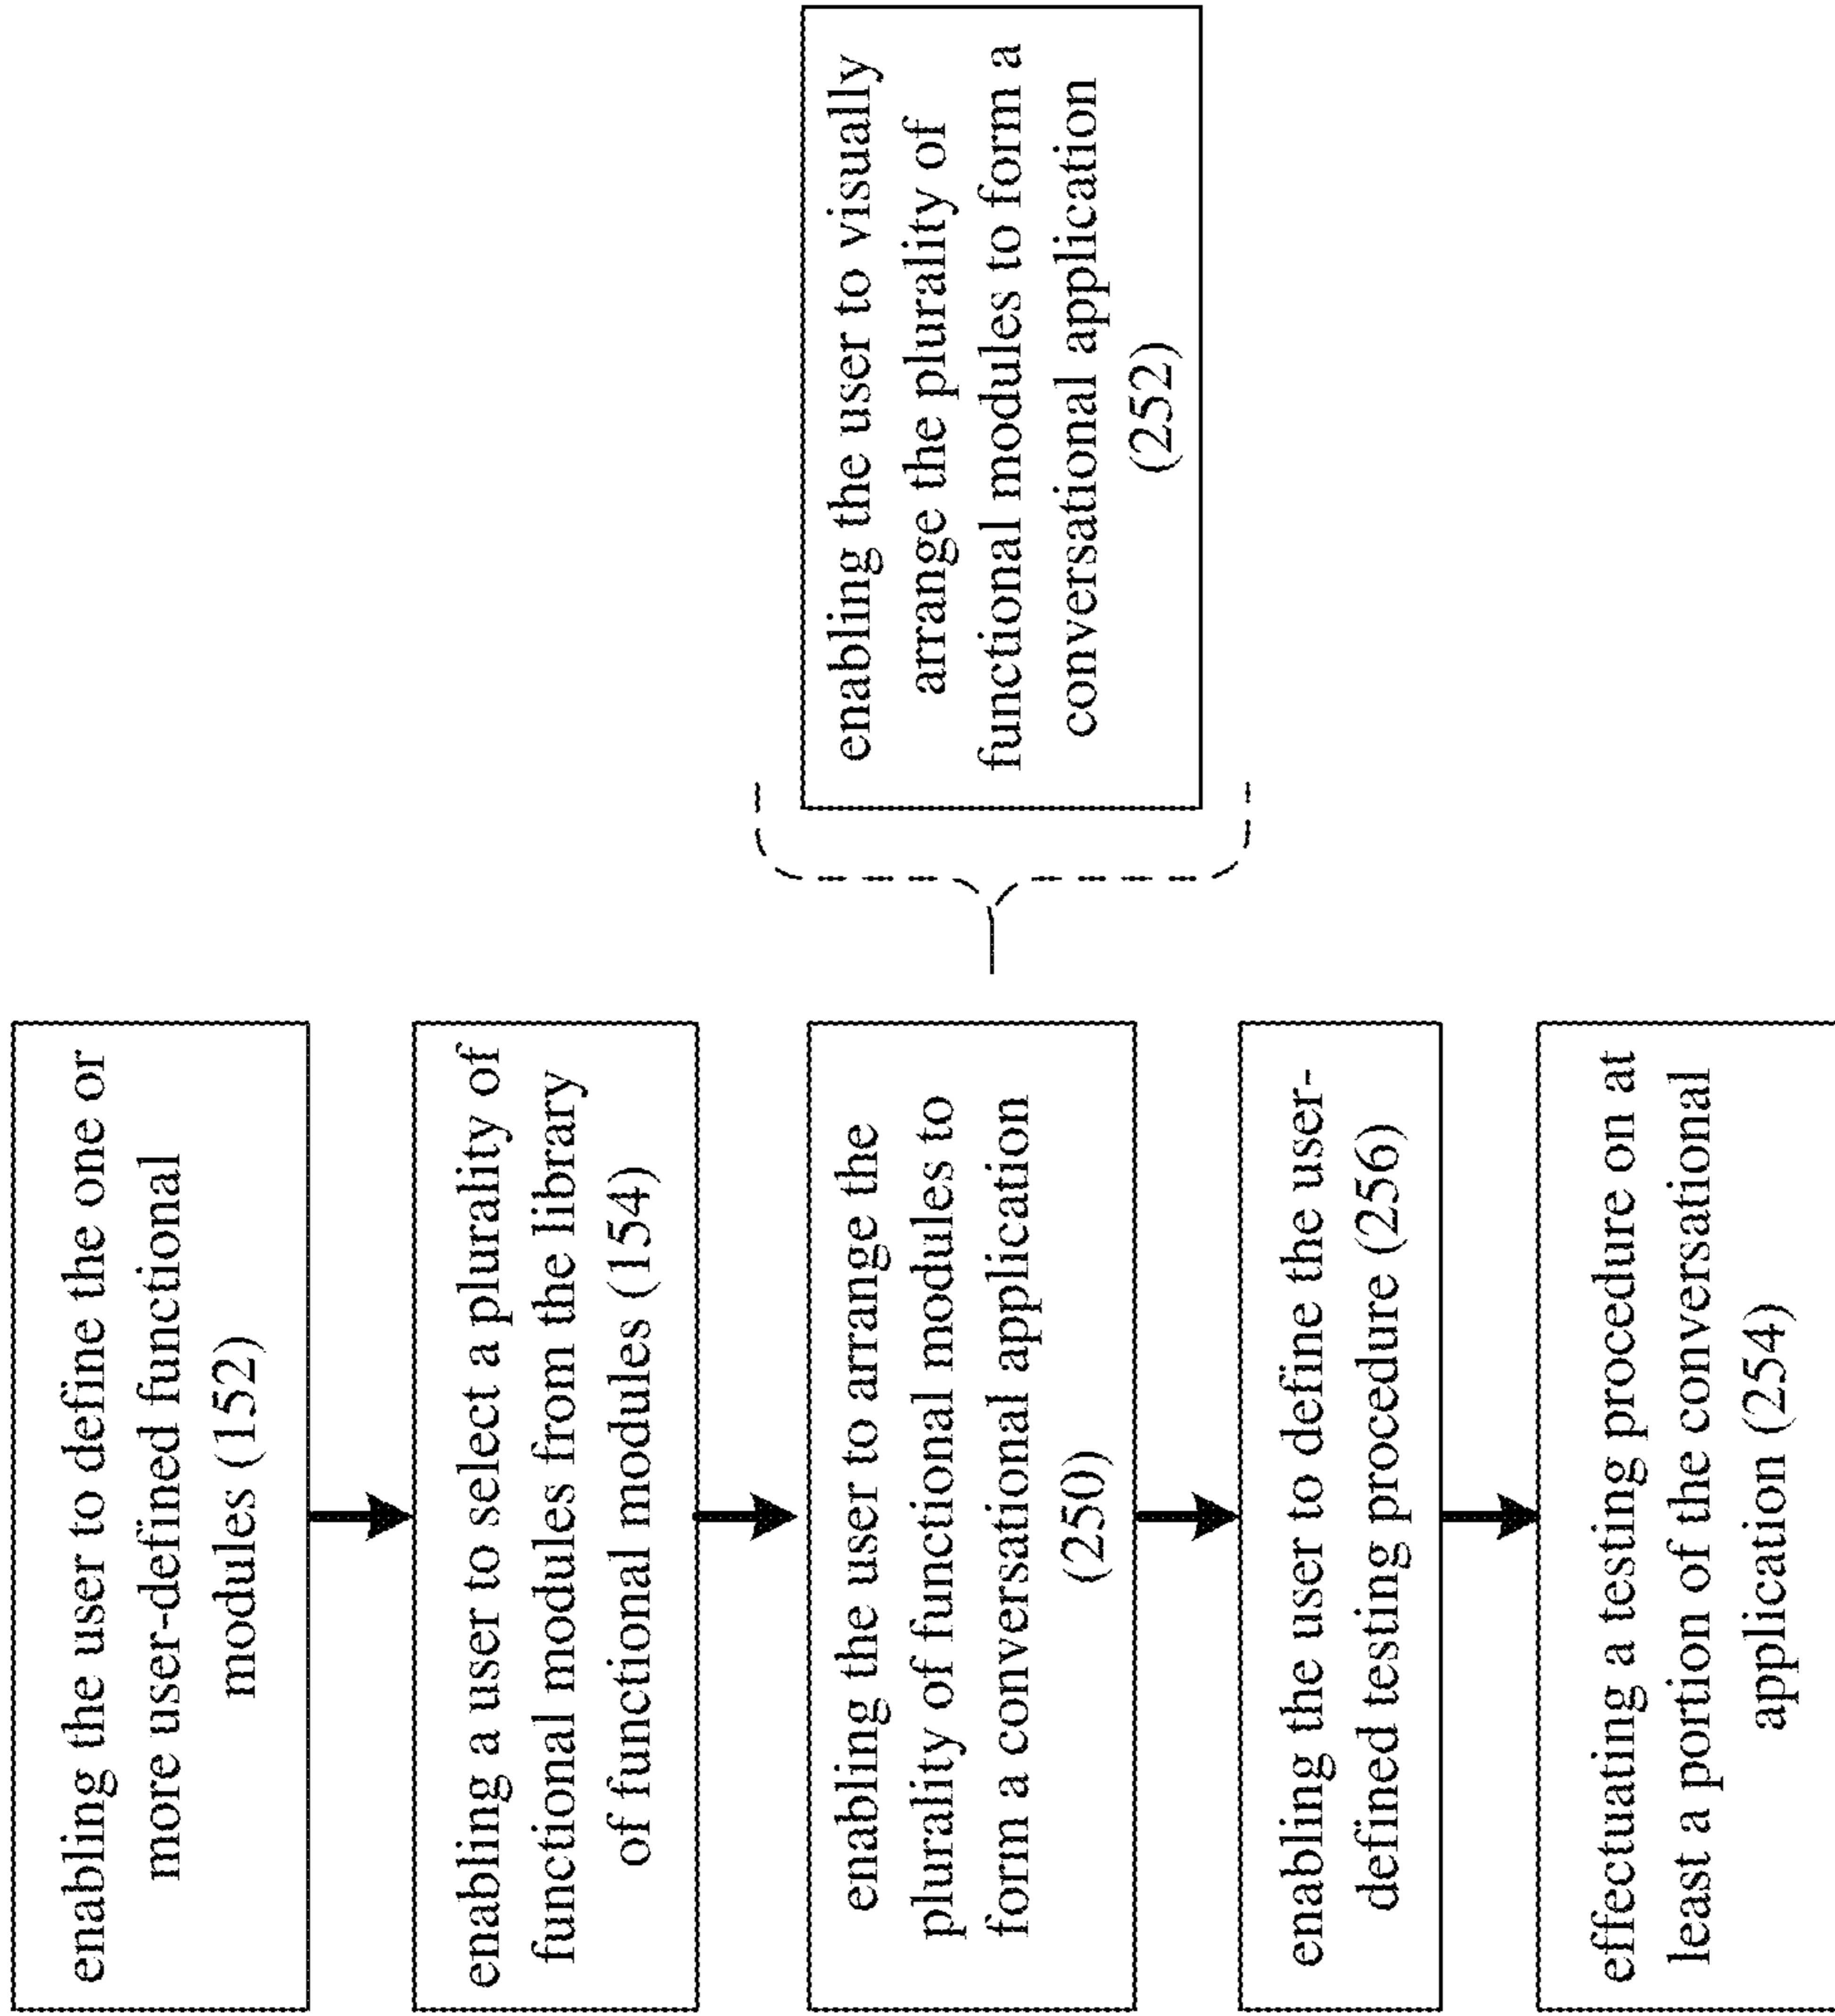 enabling the user to define the one or
more user-defined functional
modules (152)
enabling a user to select a plurality of
functional modules from the library
of functional modules (154)
enabling the user to arrange the
plurality of functional modules to
form a conversational application
(250)
enabling the user to visually
arrange the plurality of
functional modules to form a
conversational application
(252)
enabling the user to define the user-
defined testing procedure (256)
effectuating a testing procedure on at
least a portion of the conversational
application (254)